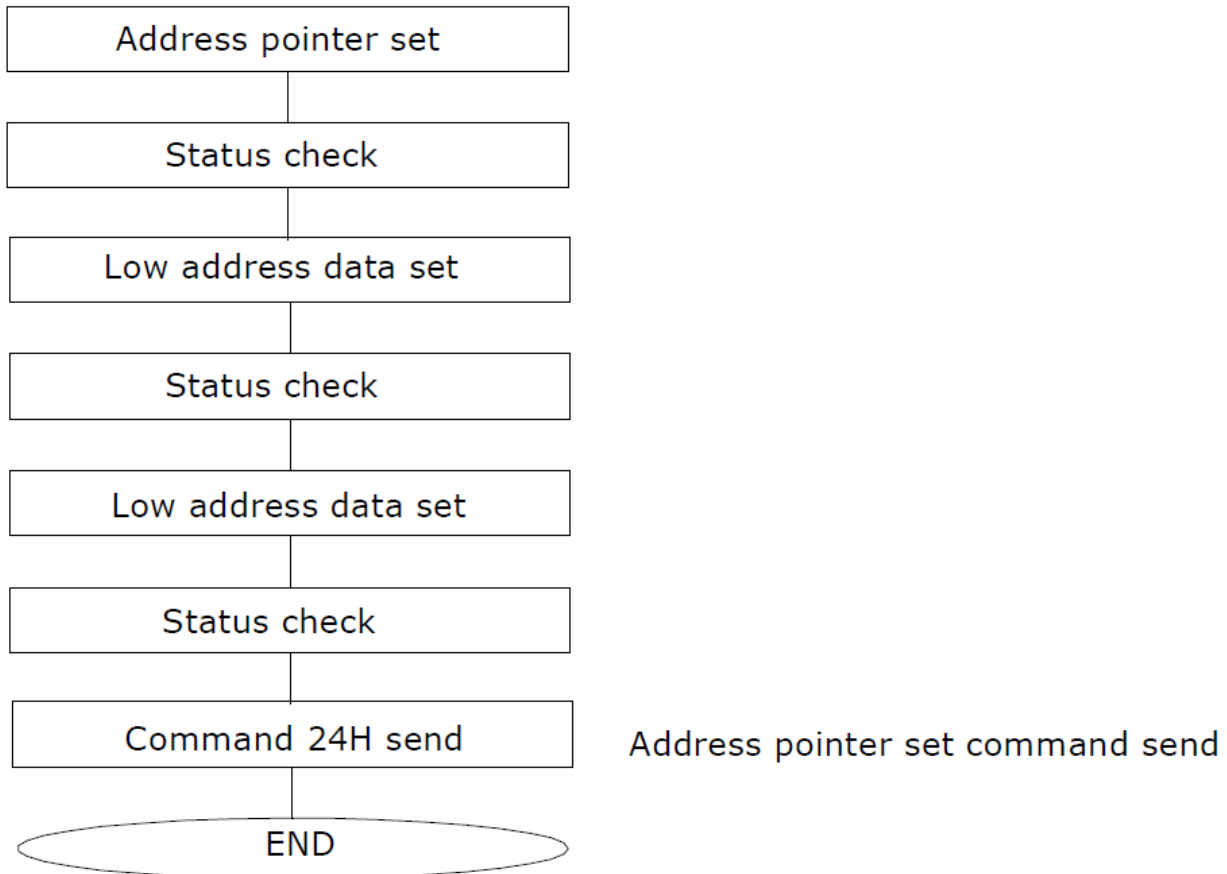 Address pointer set
Status check
Low address data set
Status check
Low address data set
Status check
Command 24H send
Address pointer set command send
END